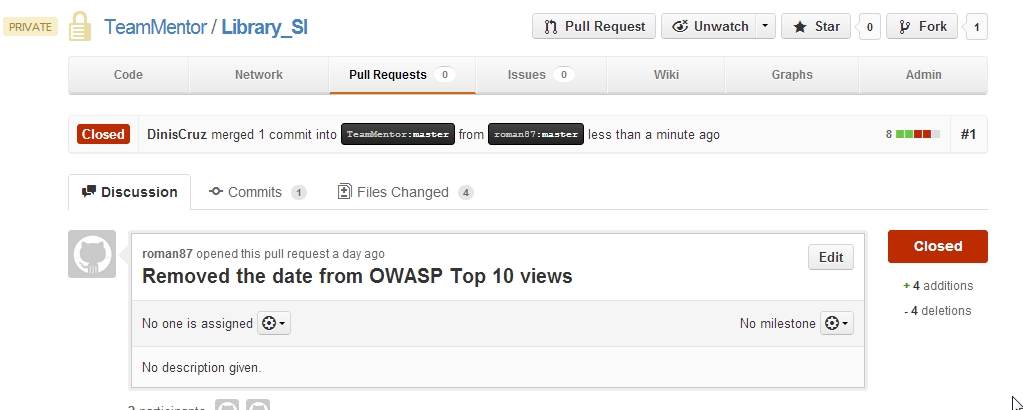 PRIVATE TeamMentor / Library_SI Pull Request Unwatch Star 0 Fork 1
Code Network Pull Requests 0 Issues 0 Wiki Graphs Admin
Closed DinisCruz merged 1 commit into TeamMentor:master from roman87:master less than a minute ago 8 #1
Discussion Commits 1 Files Changed 4
roman87 opened this pull request a day ago
Removed the date from OWASP Top 10 views
Edit
Closed
+ 4 additions
- 4 deletions
No one is assigned No milestone
No description given.
participants